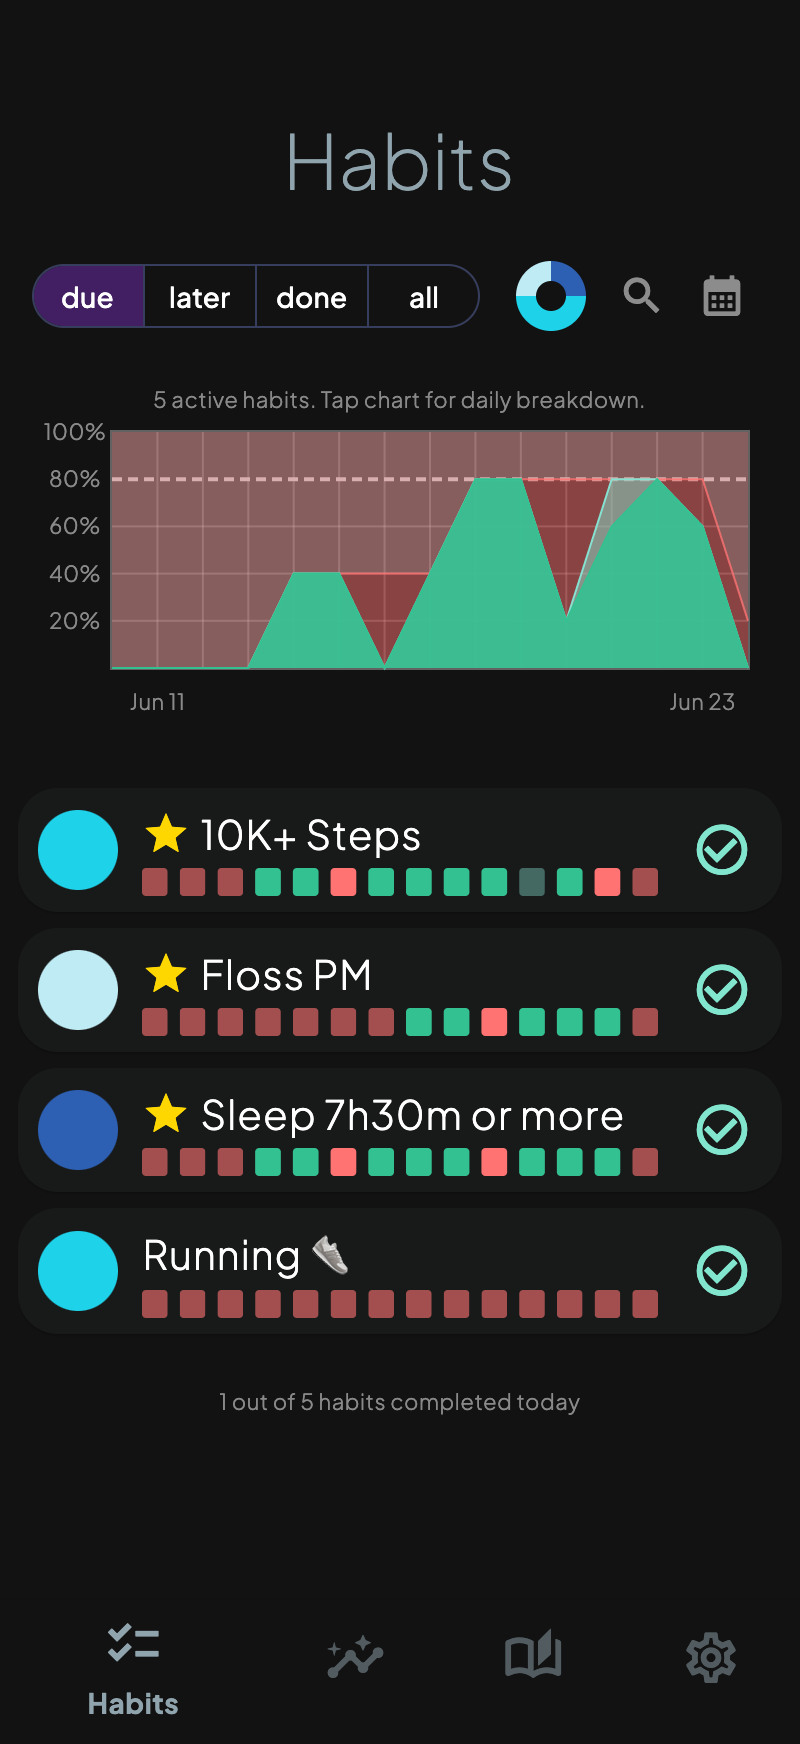 Habits
due later done all
5 active habits. Tap chart for daily breakdown.
100%
80%
60%
40%
20%
Jun 11 Jun 23
10K+ Steps
Floss PM
Sleep 7h30m or more
Running
1 out of 5 habits completed today
Habits